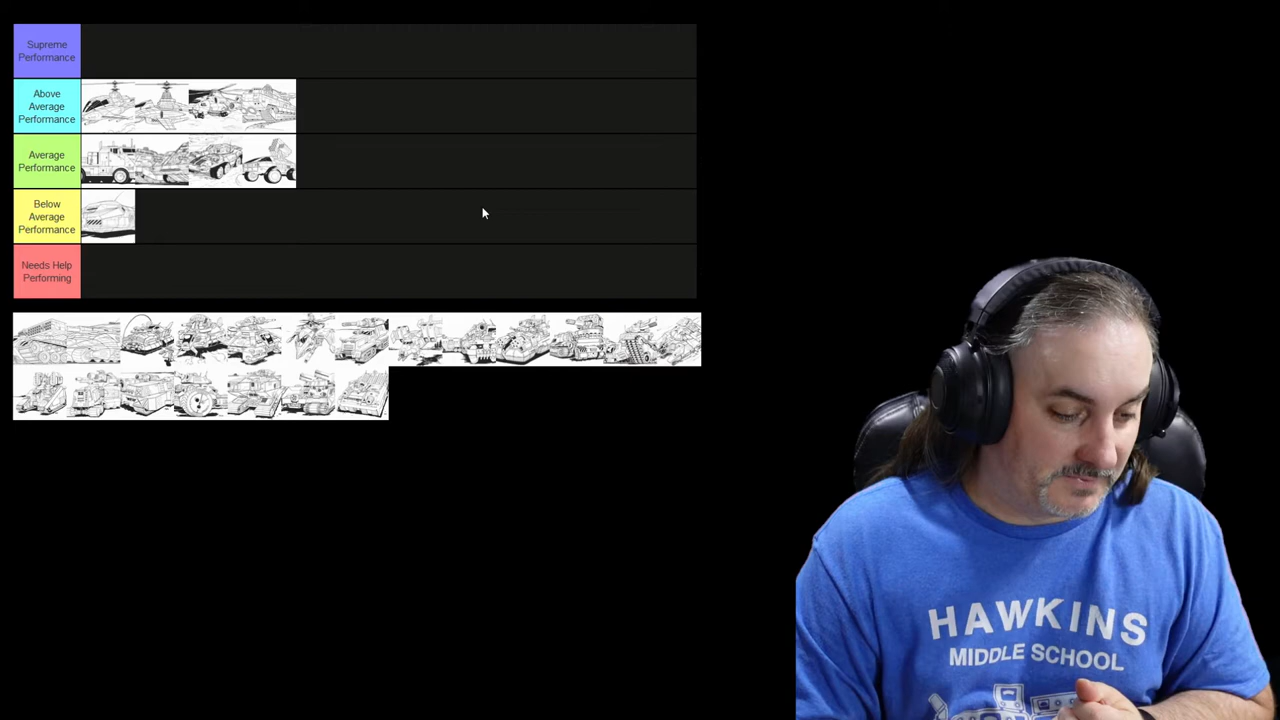 Supreme
Performance
Above
Average
Performance
Average
Performance
Below
Average
Performance
Needs Help
Performing
HAWKINS
MIDDLE SCHOOL